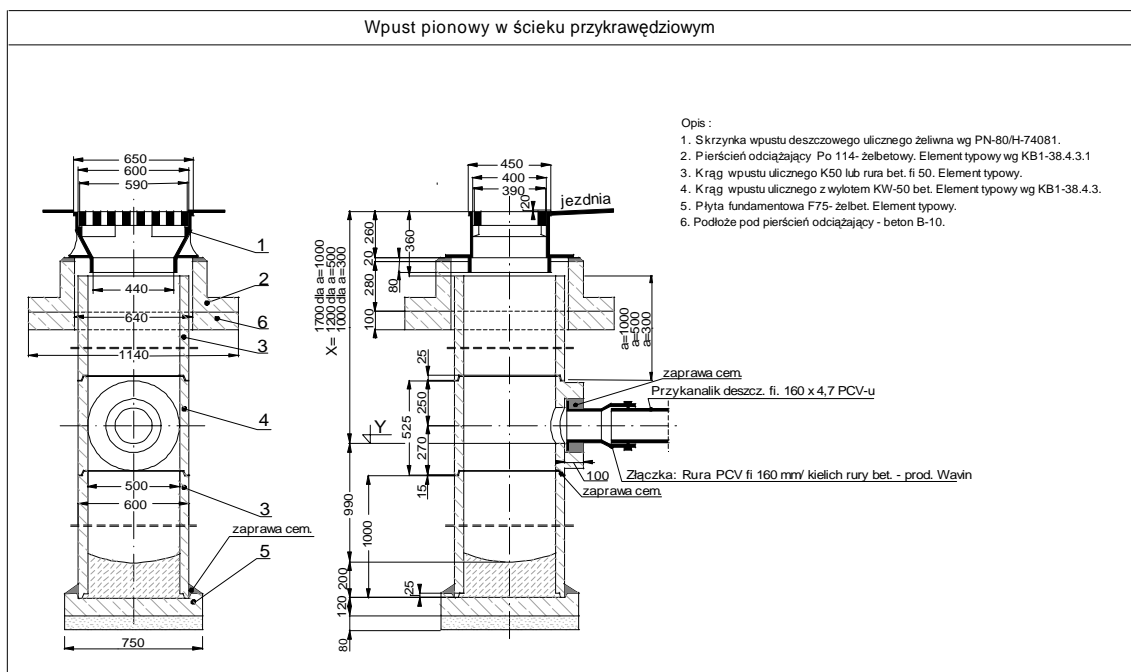 Wpust pionowy w ścieku przykrawędziowym
Opis :
1. Skrzynka wpustu deszczowego ulicznego żeliwna wg PN-80/H-74081.
2. Pierścień odciążający Po 114- żelbetowy. Element typowy wg KB1-38.4.3.1
3. Krąg wpustu ulicznego K50 lub rura bet. fi 50. Element typowy.
4. Krąg wpustu ulicznego z wylotem KW-50 bet. Element typowy wg KB1-38.4.3.
5. Płyta fundamentowa F75- żelbet. Element typowy.
6. Podłoże pod pierścień odciążający - beton B-10.
650
600
590
1
440
2
640
6
1140
3
4
500
600
3
zaprawa cem.
5
750
450
400
390
20
jezdnia
X= 1700 dla a=1000
1200 dla a=500
1000 dla a=300
260
20
280
100
360
80
a=1000
a=500
a=300
25
zaprawa cem.
Przykanalik deszcz. fi. 160 x 4,7 PCV-u
250
525
270
Y
100
Złączka: Rura PCV fi 160 mm/ kielich rury bet. - prod. Wavin
zaprawa cem.
15
990
1000
200
25
120
80